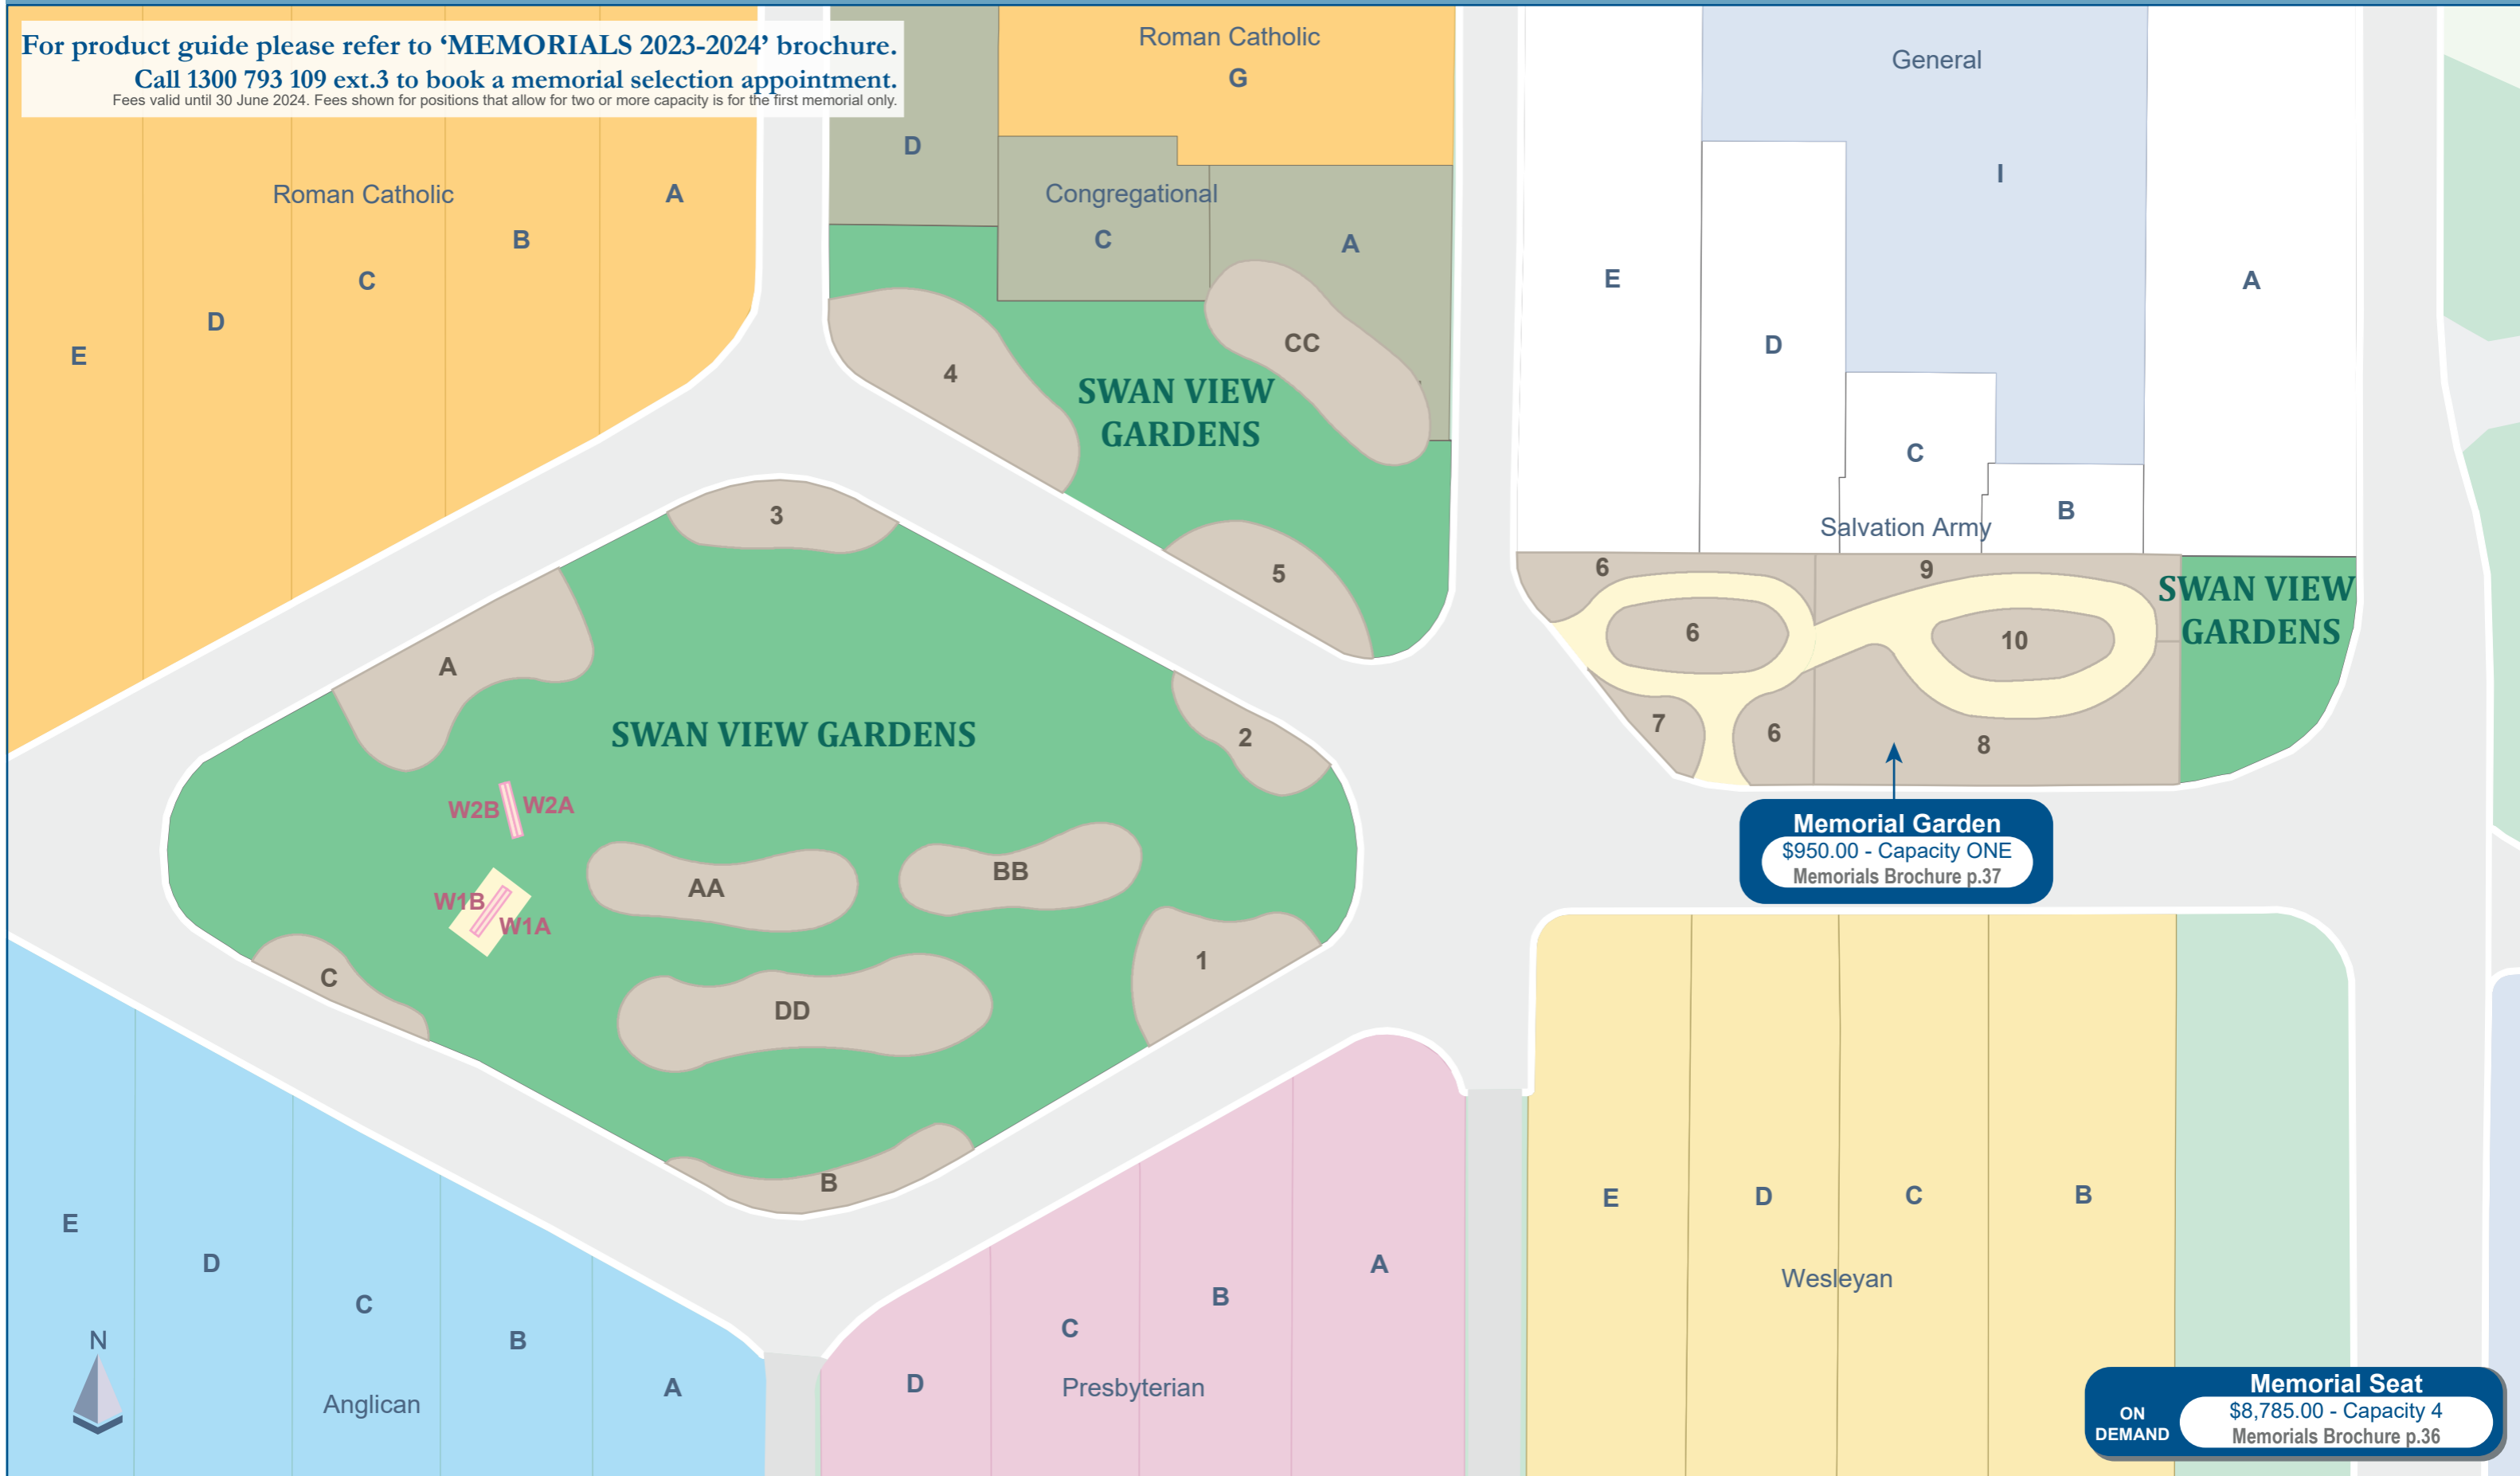 For product guide please refer to ‘MEMORIALS 2023-2024’ brochure.
Call 1300 793 109 ext.3 to book a memorial selection appointment.
Fees valid until 30 June 2024. Fees shown for positions that allow for two or more capacity is for the first memorial only.
Roman Catholic
A
B
C
D
E
Roman Catholic
G
D
Congregational
C
A
General
I
E
D
C
B
A
Salvation Army
4
CC
SWAN VIEW
GARDENS
5
3
A
SWAN VIEW GARDENS
2
W2B
W2A
W1B
W1A
AA
BB
C
DD
1
B
6
9
6
10
7
6
8
SWAN VIEW
GARDENS
Memorial Garden
$950.00 - Capacity ONE
Memorials Brochure p.37
E
D
C
B
A
Anglican
N
D
C
B
A
Presbyterian
E
D
C
B
Wesleyan
Memorial Seat
ON
DEMAND
$8,785.00 - Capacity 4
Memorials Brochure p.36